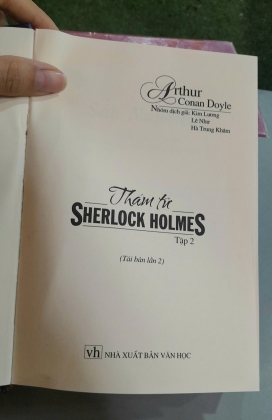 Arthur
Conan Doyle
Nhóm dịch giả: Kim Lương
Lê Như
Hà Trung Khâm
Thám tử
SHERLOCK HOLMES
Tập 2
(Tái bản lần 2)
vh NHÀ XUẤT BẢN VĂN HỌC